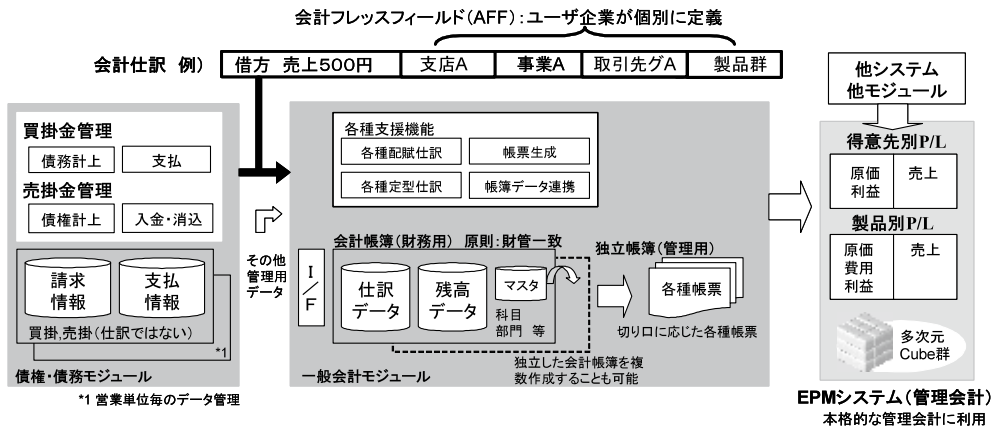 会計フレッスフィールド（AFF）：ユーザ企業が個別に定義
会計仕訳 例） 借方 売上500円 支店A 事業A 取引先グA 製品群
他システム
他モジュール
買掛金管理
債務計上 支払
売掛金管理
債権計上 入金・消込
請求
情報
支払
情報
買掛,売掛（仕訳ではない）
*1
債権・債務モジュール
*1 営業単位毎のデータ管理
その他
管理用
データ
各種支援機能
各種配賦仕訳 帳票生成
各種定型仕訳 帳簿データ連携
会計帳簿（財務用） 原則：財管一致
I
／
F
仕訳
データ
残高
データ
マスタ
科目
部門 等
独立帳簿（管理用）
各種帳票
切り口に応じた各種帳票
独立した会計帳簿を複
数作成することも可能
一般会計モジュール
得意先別P/L
原価
利益
売上
製品別P/L
原価
費用
利益
売上
多次元
Cube群
EPMシステム（管理会計）
本格的な管理会計に利用